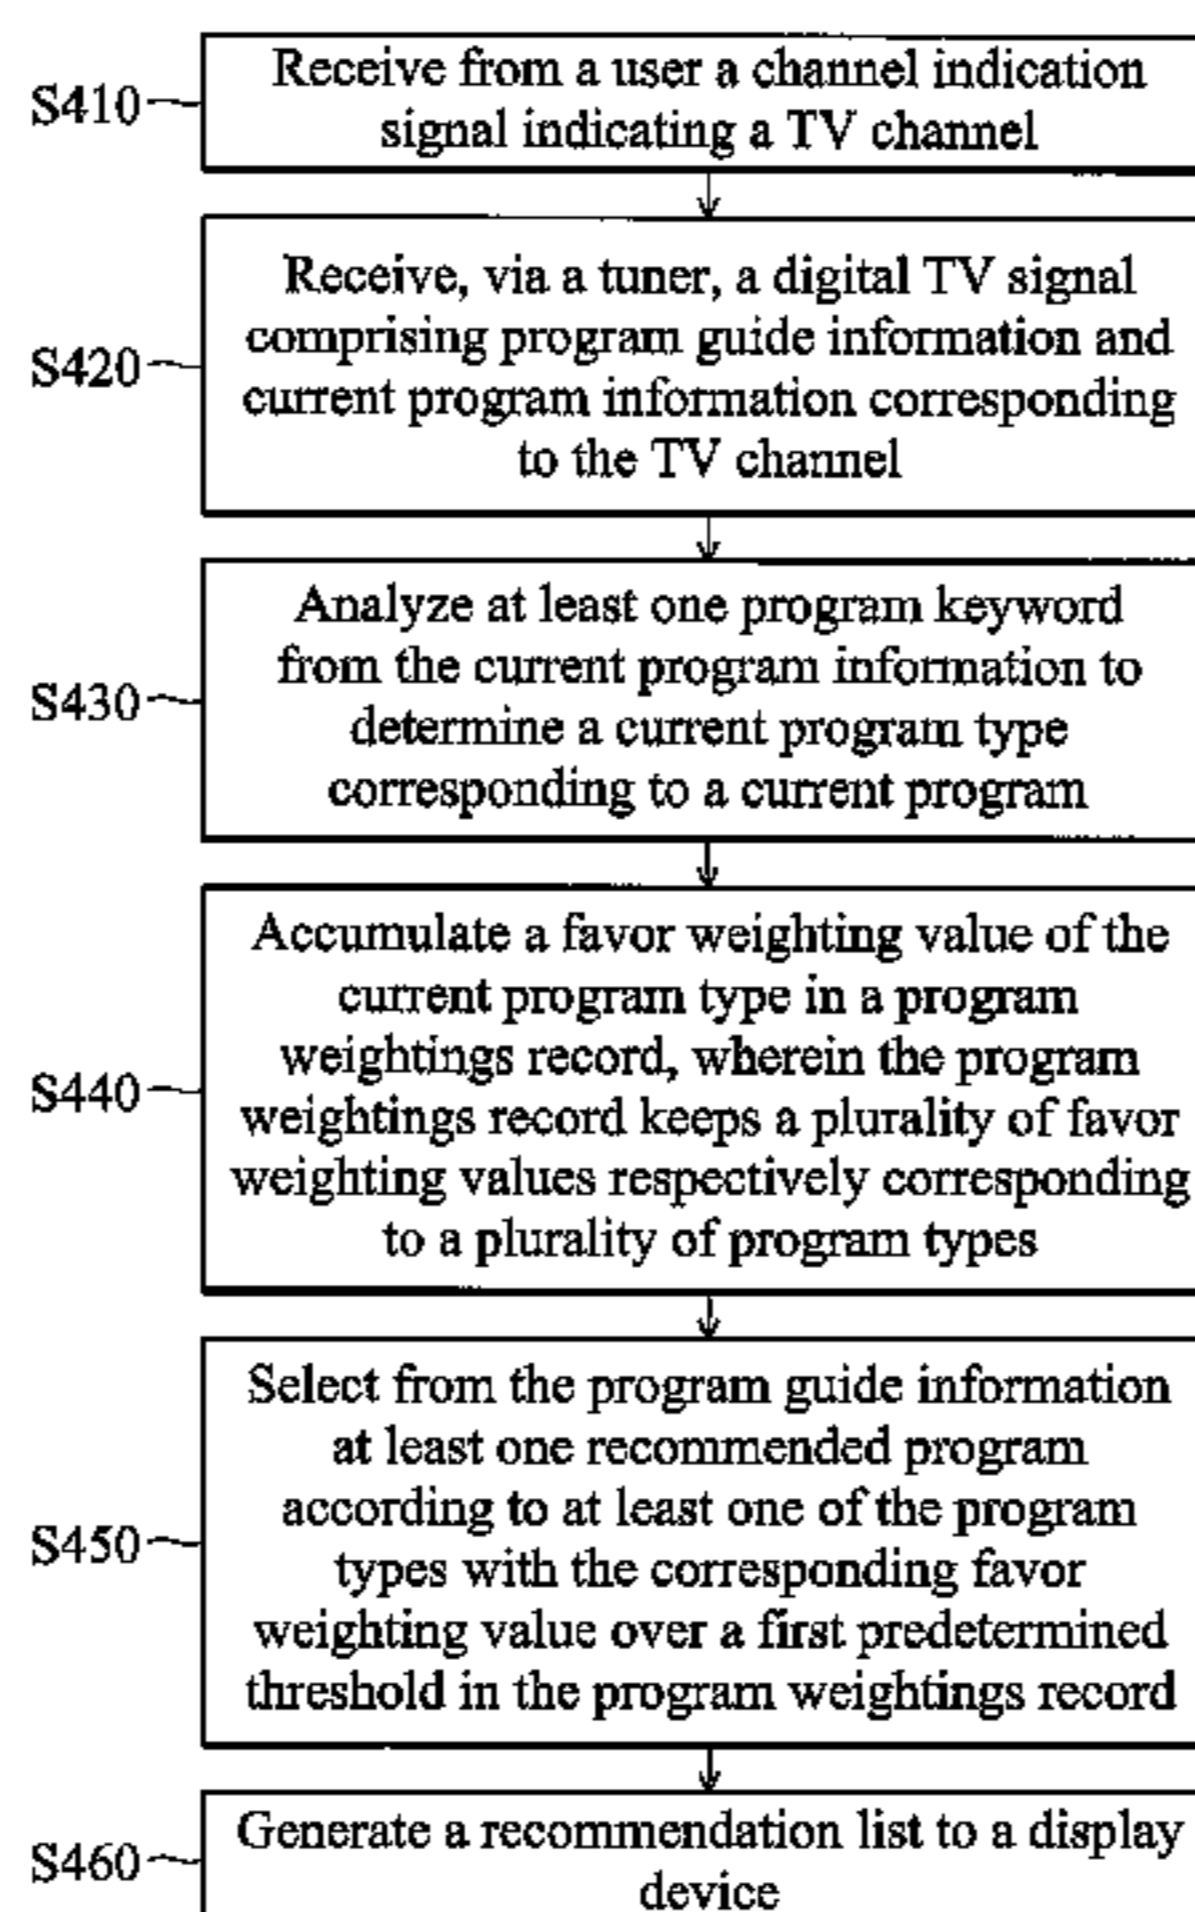 S410
Receive from a user a channel indication
signal indicating a TV channel
S420
Receive, via a tuner, a digital TV signal
comprising program guide information and
current program information corresponding
to the TV channel
S430
Analyze at least one program keyword
from the current program information to
determine a current program type
corresponding to a current program
S440
Accumulate a favor weighting value of the
current program type in a program
weightings record, wherein the program
weightings record keeps a plurality of favor
weighting values respectively corresponding
to a plurality of program types
S450
Select from the program guide information
at least one recommended program
according to at least one of the program
types with the corresponding favor
weighting value over a first predetermined
threshold in the program weightings record
S460
Generate a recommendation list to a display
device